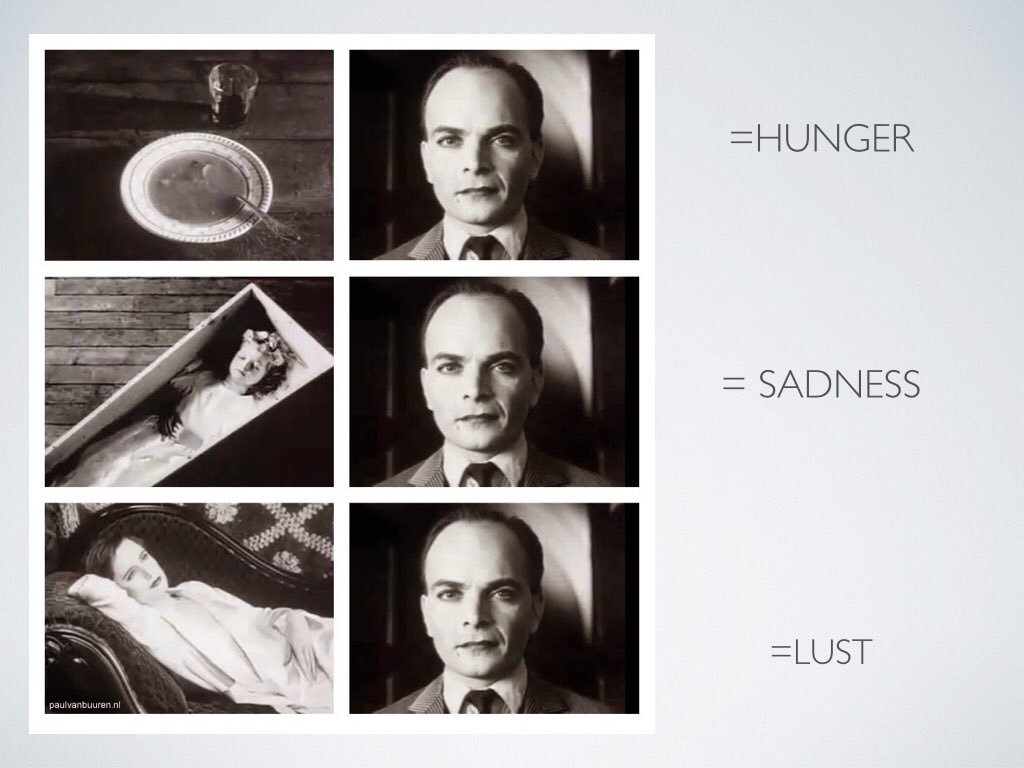 =HUNGER
= SADNESS
=LUST
paulvanbuuren.nl